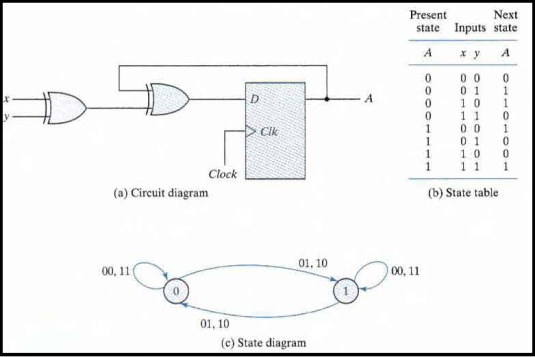 x
y
D
Clk
Clock
A
(a) Circuit diagram
Present state Inputs Next state
A x y A
0 0 0 0
0 0 1 1
0 1 0 1
0 1 1 0
1 0 0 1
1 0 1 0
1 1 0 0
1 1 1 1
(b) State table
00, 11
0
01, 10
1
00, 11
01, 10
(c) State diagram